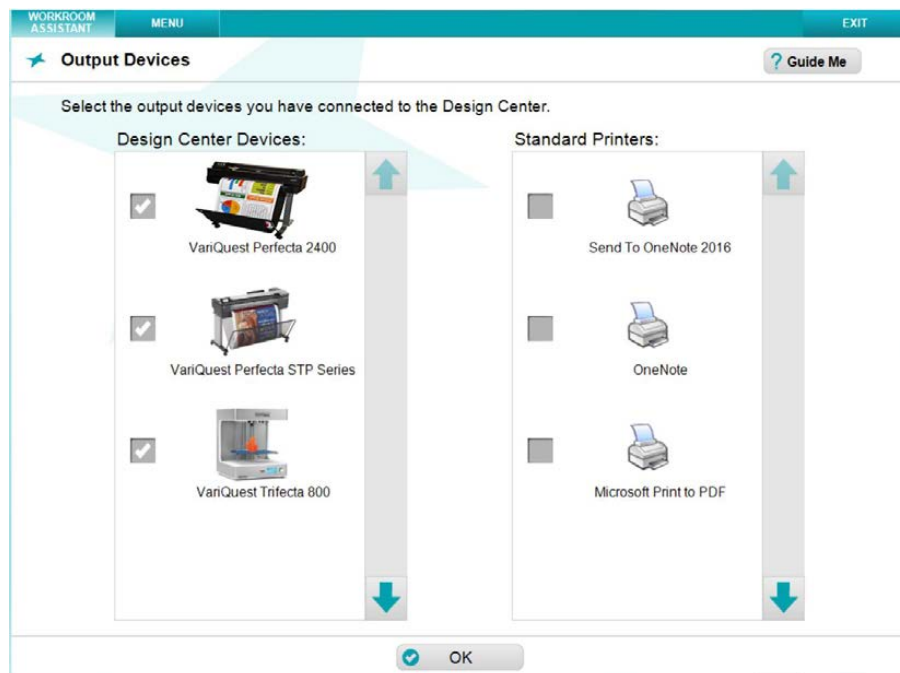 WORKROOM
ASSISTANT
MENU
EXIT
Output Devices
? Guide Me
Select the output devices you have connected to the Design Center.
Design Center Devices:
VariQuest Perfecta 2400
VariQuest Perfecta STP Series
VariQuest Trifecta 800
Standard Printers:
Send To OneNote 2016
OneNote
Microsoft Print to PDF
OK